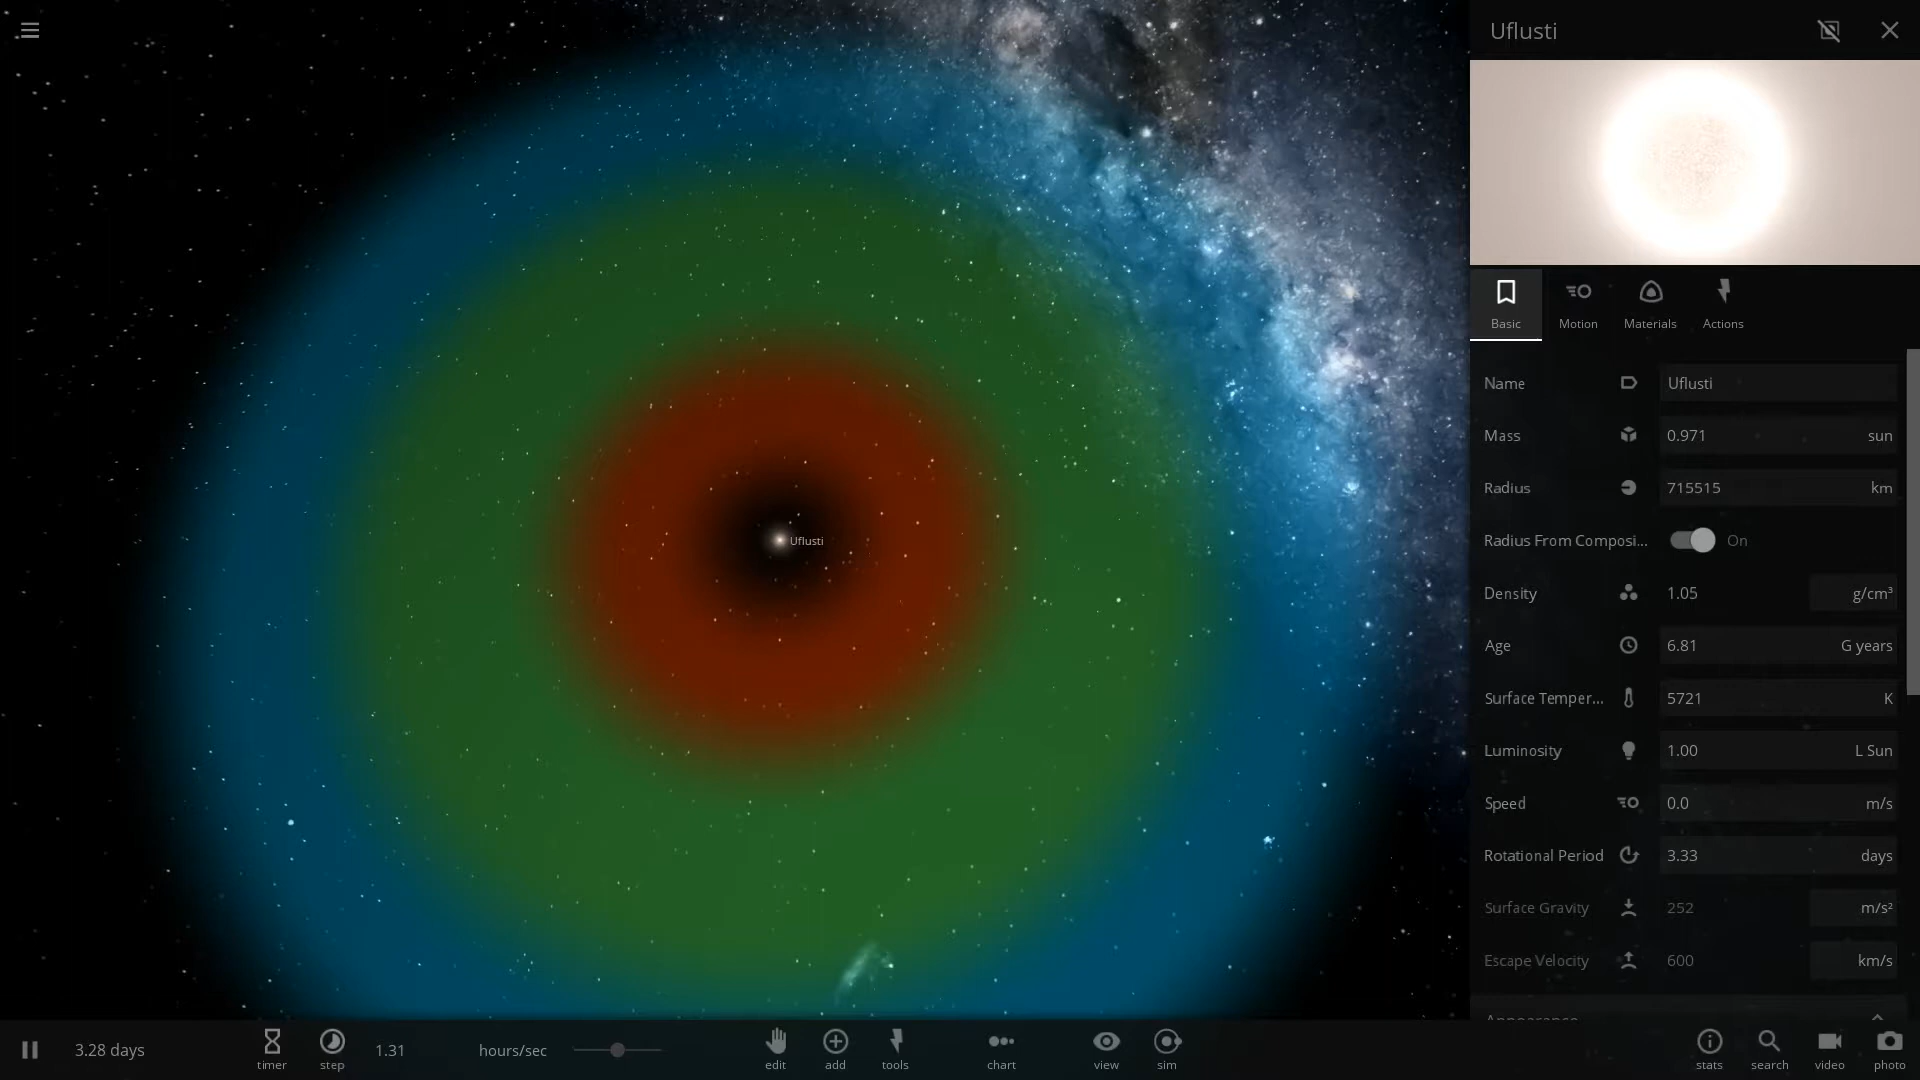 Uflusti
Uflusti
Basic Motion Materials Actions
Name Uflusti
Mass 0.971 sun
Radius 715515 km
Radius From Composi... On
Density 1.05 g/cm³
Age 6.81 G years
Surface Temper... 5721 K
Luminosity 1.00 L Sun
Speed 0.0 m/s
Rotational Period 3.33 days
Surface Gravity 252 m/s²
Escape Velocity 600 km/s
Appearance
3.28 days timer step 1.31 hours/sec edit add tools chart view sim stats search video photo